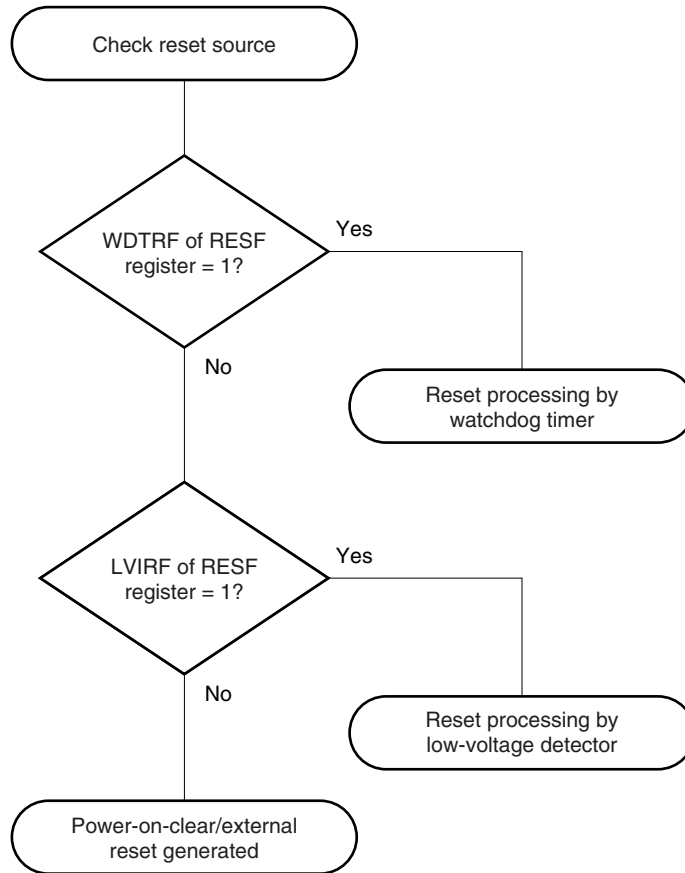 Check reset source
WDTRF of RESF
register = 1?
Yes
No
Reset processing by
watchdog timer
LVIRF of RESF
register = 1?
Yes
No
Reset processing by
low-voltage detector
Power-on-clear/external
reset generated